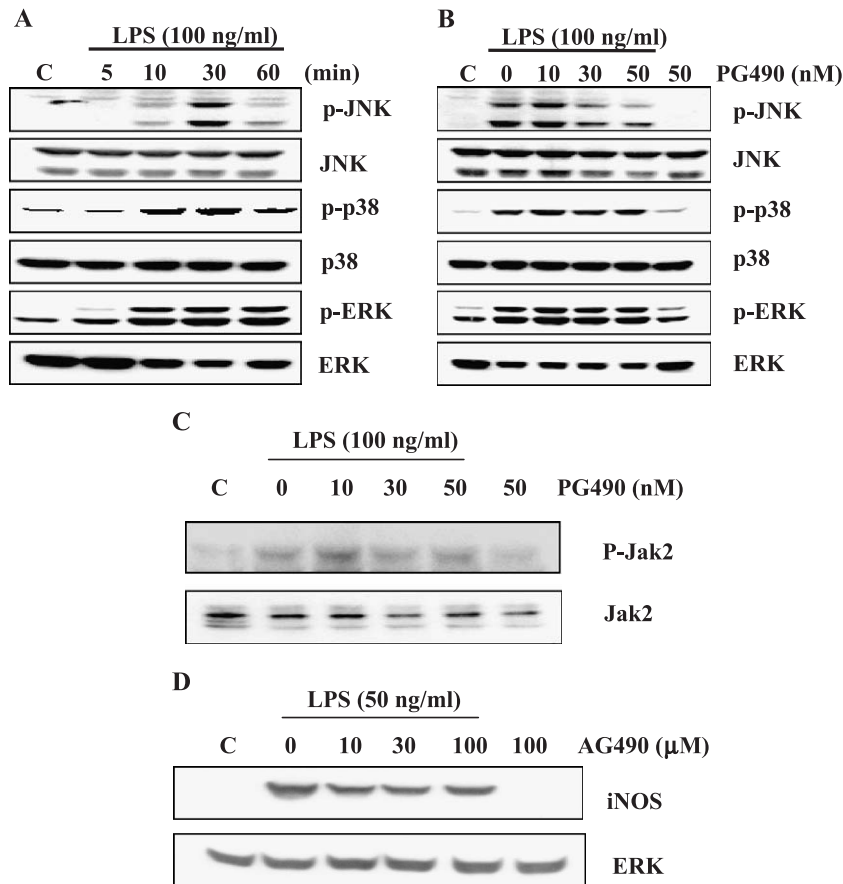 A
LPS (100 ng/ml)
C 5 10 30 60 (min)
p-JNK
JNK
p-p38
p38
p-ERK
ERK
B
LPS (100 ng/ml)
C 0 10 30 50 50 PG490 (nM)
p-JNK
JNK
p-p38
p38
p-ERK
ERK
C
LPS (100 ng/ml)
C 0 10 30 50 50 PG490 (nM)
P-Jak2
Jak2
D
LPS (50 ng/ml)
C 0 10 30 100 100 AG490 (μM)
iNOS
ERK